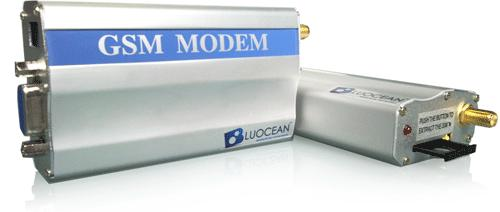 GSM MODEM
BLUOCEAN
BLUOCEAN
PUSH THE BUTTON TO
EXTRACT THE SIM